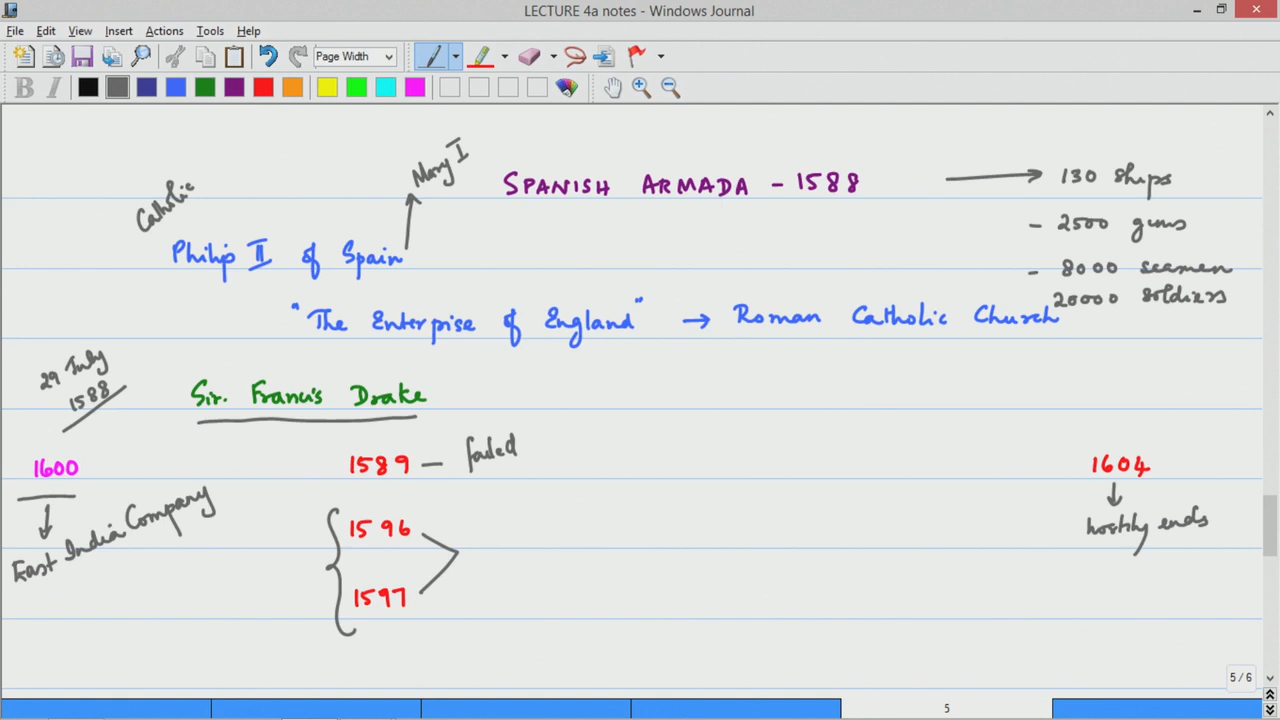 LECTURE 4a notes - Windows Journal
File Edit View Insert Actions Tools Help
Page Width
B I
Mary I
SPANISH ARMADA - 1588
130 ships
Catholic
- 2500 guns
Philip II of Spain
- 8000 seamen
20000 soldiers
"The Enterprise of England" → Roman Catholic Church
29 July
1588
Sir. Francis Drake
1600
1589 - failed
1604
East India Company
1596
hostity ends
1597
5 / 6
5